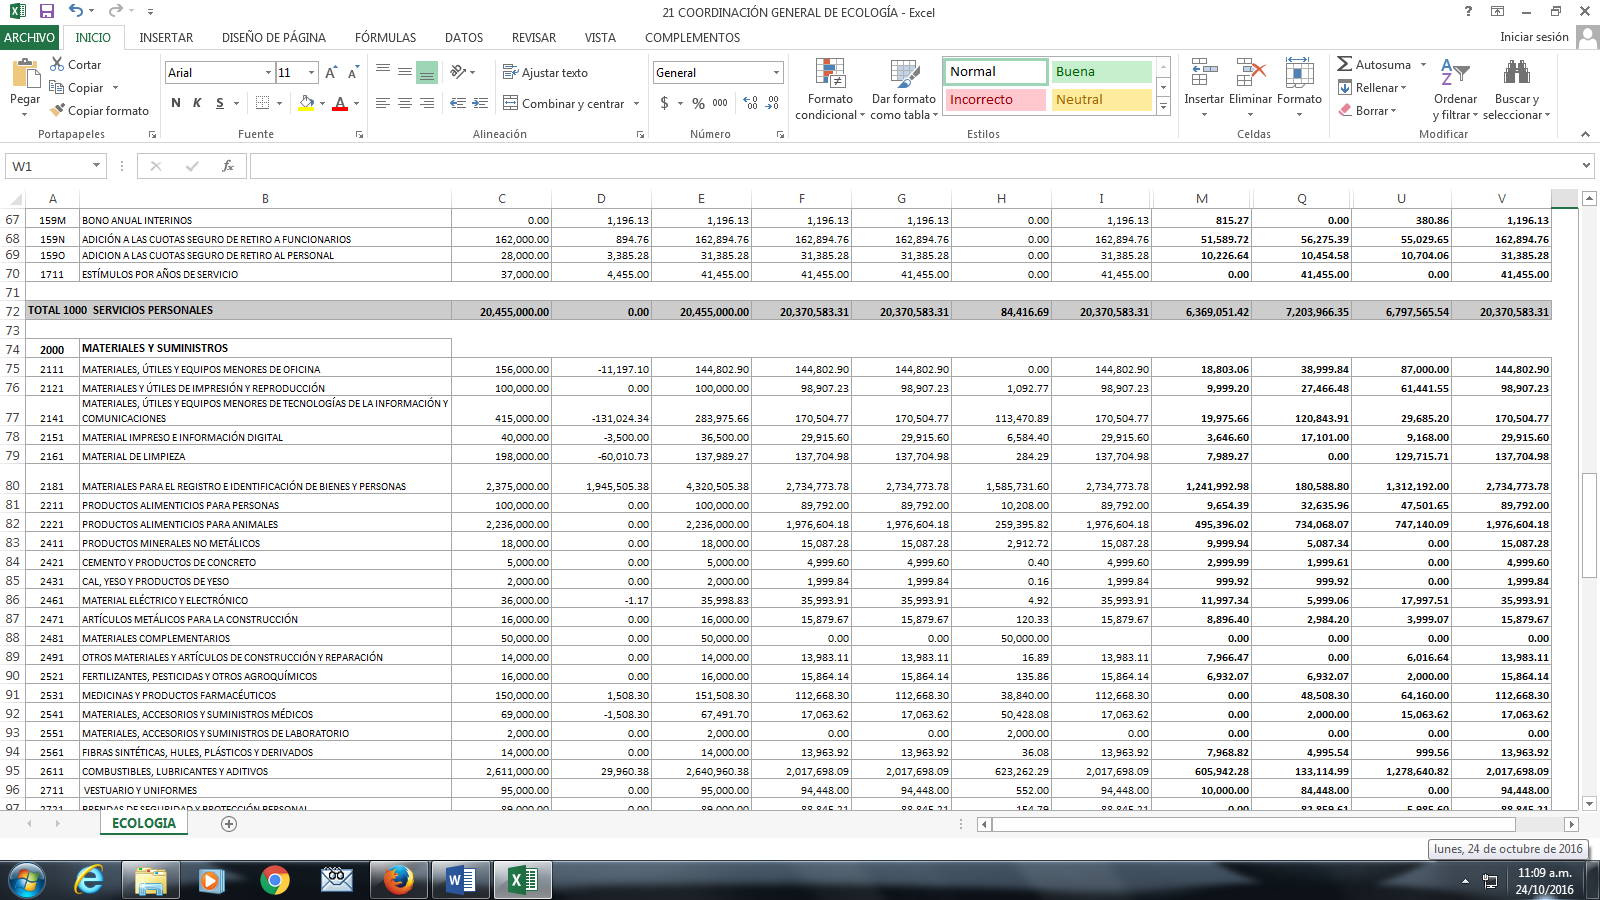 21 COORDINACIÓN GENERAL DE ECOLOGÍA - Excel
ARCHIVO INICIO INSERTAR DISEÑO DE PÁGINA FÓRMULAS DATOS REVISAR VISTA COMPLEMENTOS Iniciar sesión
Pegar Cortar Copiar Copiar formato Portapapeles
Arial 11 N K S Fuente
Ajustar texto Combinar y centrar Alineación
General $ % 000 Número
Formato condicional Dar formato como tabla Normal Buena Incorrecto Neutral Estilos
Insertar Eliminar Formato Celdas
Autosuma Rellenar Borrar Ordenar y filtrar Buscar y seleccionar Modificar
W1 fx
A B C D E F G H I M Q U V
67 159M BONO ANUAL INTERINOS 0.00 1,196.13 1,196.13 1,196.13 1,196.13 0.00 1,196.13 815.27 0.00 380.86 1,196.13
68 159N ADICIÓN A LAS CUOTAS SEGURO DE RETIRO A FUNCIONARIOS 162,000.00 894.76 162,894.76 162,894.76 162,894.76 0.00 162,894.76 51,589.72 56,275.39 55,029.65 162,894.76
69 159O ADICION A LAS CUOTAS SEGURO DE RETIRO AL PERSONAL 28,000.00 3,385.28 31,385.28 31,385.28 31,385.28 0.00 31,385.28 10,226.64 10,454.58 10,704.06 31,385.28
70 1711 ESTÍMULOS POR AÑOS DE SERVICIO 37,000.00 4,455.00 41,455.00 41,455.00 41,455.00 0.00 41,455.00 0.00 41,455.00 0.00 41,455.00
71
72 TOTAL 1000 SERVICIOS PERSONALES 20,455,000.00 0.00 20,455,000.00 20,370,583.31 20,370,583.31 84,416.69 20,370,583.31 6,369,051.42 7,203,966.35 6,797,565.54 20,370,583.31
73
74 2000 MATERIALES Y SUMINISTROS
75 2111 MATERIALES, ÚTILES Y EQUIPOS MENORES DE OFICINA 156,000.00 -11,197.10 144,802.90 144,802.90 144,802.90 0.00 144,802.90 18,803.06 38,999.84 87,000.00 144,802.90
76 2121 MATERIALES Y ÚTILES DE IMPRESIÓN Y REPRODUCCIÓN 100,000.00 0.00 100,000.00 98,907.23 98,907.23 1,092.77 98,907.23 9,999.20 27,466.48 61,441.55 98,907.23
MATERIALES, ÚTILES Y EQUIPOS MENORES DE TECNOLOGÍAS DE LA INFORMACIÓN Y
77 2141 COMUNICACIONES 415,000.00 -131,024.34 283,975.66 170,504.77 170,504.77 113,470.89 170,504.77 19,975.66 120,843.91 29,685.20 170,504.77
78 2151 MATERIAL IMPRESO E INFORMACIÓN DIGITAL 40,000.00 -3,500.00 36,500.00 29,915.60 29,915.60 6,584.40 29,915.60 3,646.60 17,101.00 9,168.00 29,915.60
79 2161 MATERIAL DE LIMPIEZA 198,000.00 -60,010.73 137,989.27 137,704.98 137,704.98 284.29 137,704.98 7,989.27 0.00 129,715.71 137,704.98
80 2181 MATERIALES PARA EL REGISTRO E IDENTIFICACIÓN DE BIENES Y PERSONAS 2,375,000.00 1,945,505.38 4,320,505.38 2,734,773.78 2,734,773.78 1,585,731.60 2,734,773.78 1,241,992.98 180,588.80 1,312,192.00 2,734,773.78
81 2211 PRODUCTOS ALIMENTICIOS PARA PERSONAS 100,000.00 0.00 100,000.00 89,792.00 89,792.00 10,208.00 89,792.00 9,654.39 32,635.96 47,501.65 89,792.00
82 2221 PRODUCTOS ALIMENTICIOS PARA ANIMALES 2,236,000.00 0.00 2,236,000.00 1,976,604.18 1,976,604.18 259,395.82 1,976,604.18 495,396.02 734,068.07 747,140.09 1,976,604.18
83 2411 PRODUCTOS MINERALES NO METÁLICOS 18,000.00 0.00 18,000.00 15,087.28 15,087.28 2,912.72 15,087.28 9,999.94 5,087.34 0.00 15,087.28
84 2421 CEMENTO Y PRODUCTOS DE CONCRETO 5,000.00 0.00 5,000.00 4,999.60 4,999.60 0.40 4,999.60 2,999.99 1,999.61 0.00 4,999.60
85 2431 CAL, YESO Y PRODUCTOS DE YESO 2,000.00 0.00 2,000.00 1,999.84 1,999.84 0.16 1,999.84 999.92 999.92 0.00 1,999.84
86 2461 MATERIAL ELÉCTRICO Y ELECTRÓNICO 36,000.00 -1.17 35,998.83 35,993.91 35,993.91 4.92 35,993.91 11,997.34 5,999.06 17,997.51 35,993.91
87 2471 ARTÍCULOS METÁLICOS PARA LA CONSTRUCCIÓN 16,000.00 0.00 16,000.00 15,879.67 15,879.67 120.33 15,879.67 8,896.40 2,984.20 3,999.07 15,879.67
88 2481 MATERIALES COMPLEMENTARIOS 50,000.00 0.00 50,000.00 0.00 0.00 50,000.00 0.00 0.00 0.00 0.00
89 2491 OTROS MATERIALES Y ARTÍCULOS DE CONSTRUCCIÓN Y REPARACIÓN 14,000.00 0.00 14,000.00 13,983.11 13,983.11 16.89 13,983.11 7,966.47 0.00 6,016.64 13,983.11
90 2521 FERTILIZANTES, PESTICIDAS Y OTROS AGROQUÍMICOS 16,000.00 0.00 16,000.00 15,864.14 15,864.14 135.86 15,864.14 6,932.07 6,932.07 2,000.00 15,864.14
91 2531 MEDICINAS Y PRODUCTOS FARMACÉUTICOS 150,000.00 1,508.30 151,508.30 112,668.30 112,668.30 38,840.00 112,668.30 0.00 48,508.30 64,160.00 112,668.30
92 2541 MATERIALES, ACCESORIOS Y SUMINISTROS MÉDICOS 69,000.00 -1,508.30 67,491.70 17,063.62 17,063.62 50,428.08 17,063.62 0.00 2,000.00 15,063.62 17,063.62
93 2551 MATERIALES, ACCESORIOS Y SUMINISTROS DE LABORATORIO 2,000.00 0.00 2,000.00 0.00 0.00 2,000.00 0.00 0.00 0.00 0.00 0.00
94 2561 FIBRAS SINTÉTICAS, HULES, PLÁSTICOS Y DERIVADOS 14,000.00 0.00 14,000.00 13,963.92 13,963.92 36.08 13,963.92 7,968.82 4,995.54 999.56 13,963.92
95 2611 COMBUSTIBLES, LUBRICANTES Y ADITIVOS 2,611,000.00 29,960.38 2,640,960.38 2,017,698.09 2,017,698.09 623,262.29 2,017,698.09 605,942.28 133,114.99 1,278,640.82 2,017,698.09
96 2711 VESTUARIO Y UNIFORMES 95,000.00 0.00 95,000.00 94,448.00 94,448.00 552.00 94,448.00 10,000.00 84,448.00 0.00 94,448.00
97 2721 PRENDAS DE SEGURIDAD Y PROTECCIÓN PERSONAL 89,000.00 0.00 89,000.00 88,845.21 88,845.21 154.79 88,845.21 0.00 82,859.61 5,985.60 88,845.21
ECOLOGIA
lunes, 24 de octubre de 2016
11:09 a.m.
24/10/2016